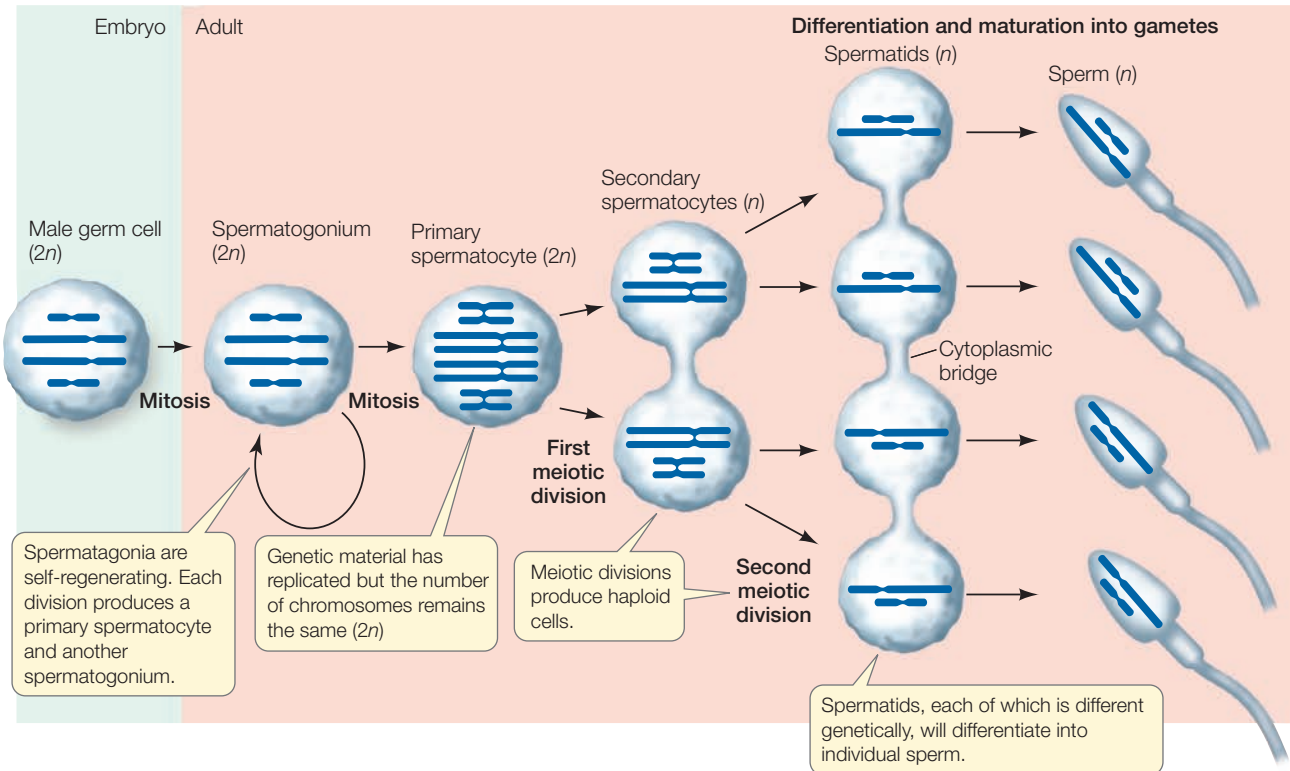 Embryo
Adult
Differentiation and maturation into gametes
Spermatids (n)
Sperm (n)
Secondary
spermatocytes (n)
Male germ cell
(2n)
Spermatogonium
(2n)
Primary
spermatocyte (2n)
Cytoplasmic
bridge
Mitosis
Mitosis
First
meiotic
division
Second
meiotic
division
Spermatagonia are
self-regenerating. Each
division produces a
primary spermatocyte
and another
spermatogonium.
Genetic material has
replicated but the number
of chromosomes remains
the same (2n)
Meiotic divisions
produce haploid
cells.
Spermatids, each of which is different
genetically, will differentiate into
individual sperm.